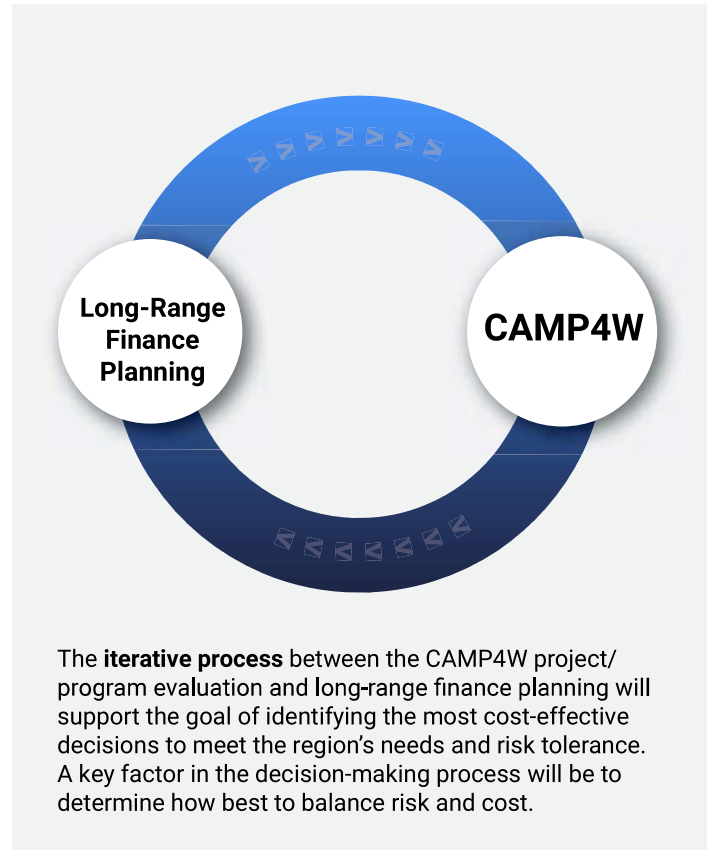 Long-Range
Finance
Planning
CAMP4W
The iterative process between the CAMP4W project/
program evaluation and long-range finance planning will
support the goal of identifying the most cost-effective
decisions to meet the region’s needs and risk tolerance.
A key factor in the decision-making process will be to
determine how best to balance risk and cost.